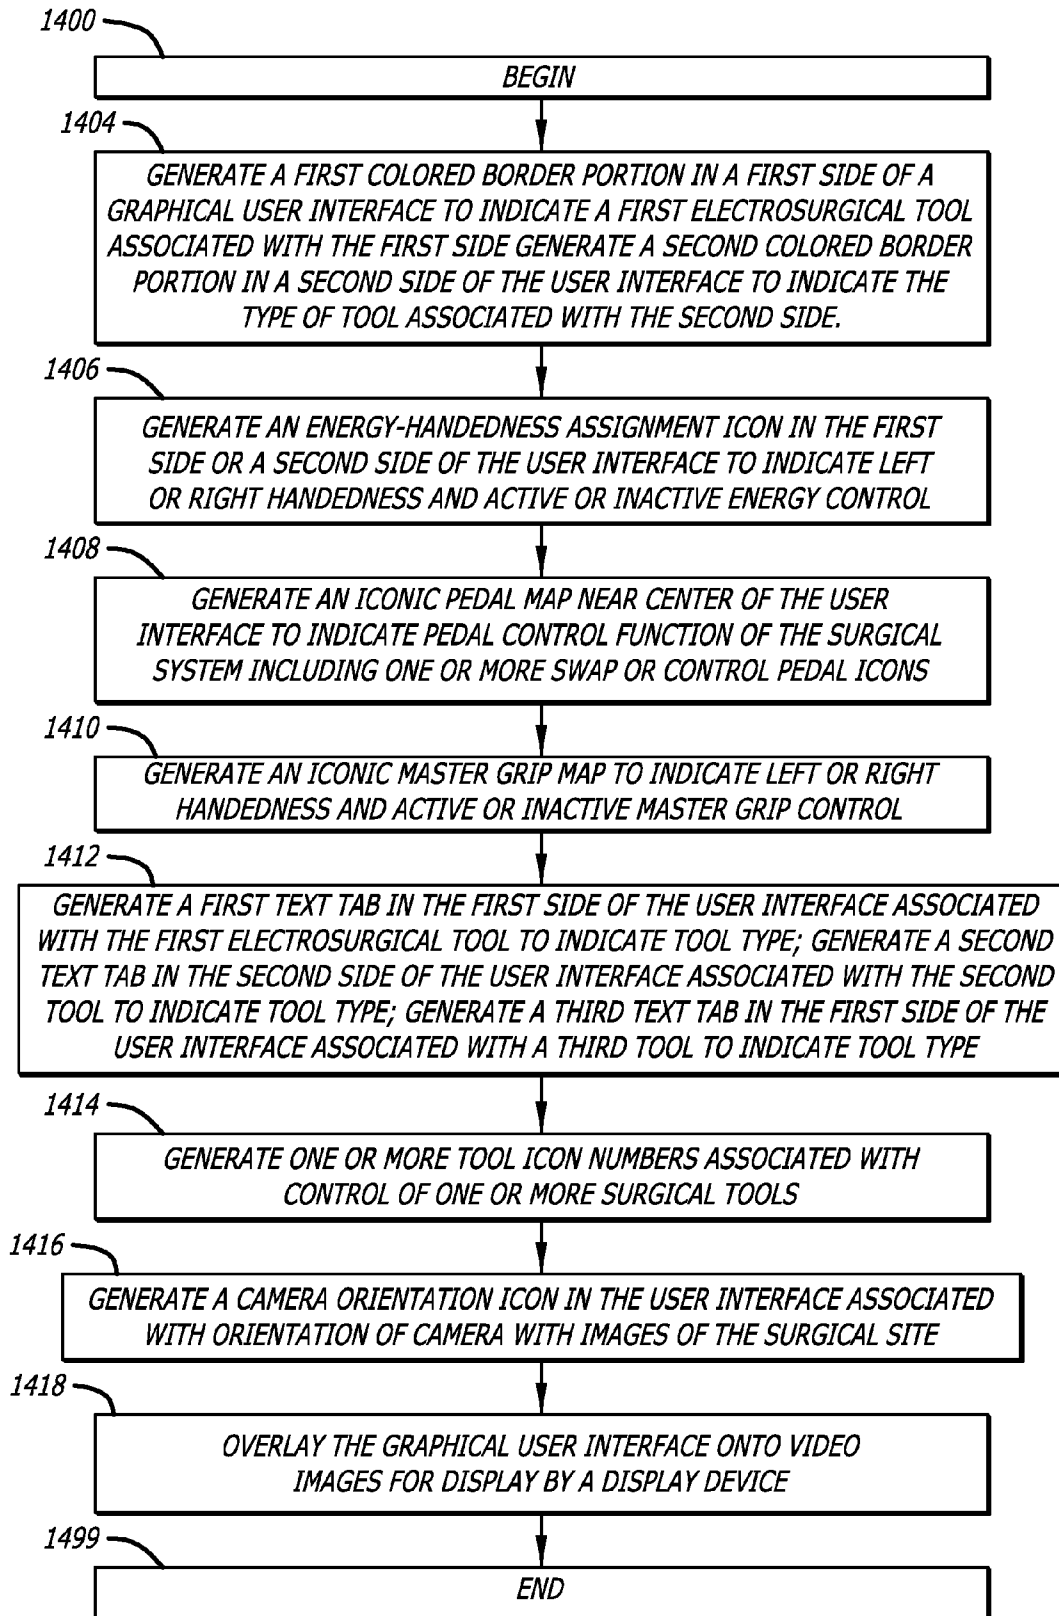 1400
BEGIN
1404
GENERATE A FIRST COLORED BORDER PORTION IN A FIRST SIDE OF A
GRAPHICAL USER INTERFACE TO INDICATE A FIRST ELECTROSURGICAL TOOL
ASSOCIATED WITH THE FIRST SIDE GENERATE A SECOND COLORED BORDER
PORTION IN A SECOND SIDE OF THE USER INTERFACE TO INDICATE THE
TYPE OF TOOL ASSOCIATED WITH THE SECOND SIDE.
1406
GENERATE AN ENERGY-HANDEDNESS ASSIGNMENT ICON IN THE FIRST
SIDE OR A SECOND SIDE OF THE USER INTERFACE TO INDICATE LEFT
OR RIGHT HANDEDNESS AND ACTIVE OR INACTIVE ENERGY CONTROL
1408
GENERATE AN ICONIC PEDAL MAP NEAR CENTER OF THE USER
INTERFACE TO INDICATE PEDAL CONTROL FUNCTION OF THE SURGICAL
SYSTEM INCLUDING ONE OR MORE SWAP OR CONTROL PEDAL ICONS
1410
GENERATE AN ICONIC MASTER GRIP MAP TO INDICATE LEFT OR RIGHT
HANDEDNESS AND ACTIVE OR INACTIVE MASTER GRIP CONTROL
1412
GENERATE A FIRST TEXT TAB IN THE FIRST SIDE OF THE USER INTERFACE ASSOCIATED
WITH THE FIRST ELECTROSURGICAL TOOL TO INDICATE TOOL TYPE; GENERATE A SECOND
TEXT TAB IN THE SECOND SIDE OF THE USER INTERFACE ASSOCIATED WITH THE SECOND
TOOL TO INDICATE TOOL TYPE; GENERATE A THIRD TEXT TAB IN THE FIRST SIDE OF THE
USER INTERFACE ASSOCIATED WITH A THIRD TOOL TO INDICATE TOOL TYPE
1414
GENERATE ONE OR MORE TOOL ICON NUMBERS ASSOCIATED WITH
CONTROL OF ONE OR MORE SURGICAL TOOLS
1416
GENERATE A CAMERA ORIENTATION ICON IN THE USER INTERFACE ASSOCIATED
WITH ORIENTATION OF CAMERA WITH IMAGES OF THE SURGICAL SITE
1418
OVERLAY THE GRAPHICAL USER INTERFACE ONTO VIDEO
IMAGES FOR DISPLAY BY A DISPLAY DEVICE
1499
END